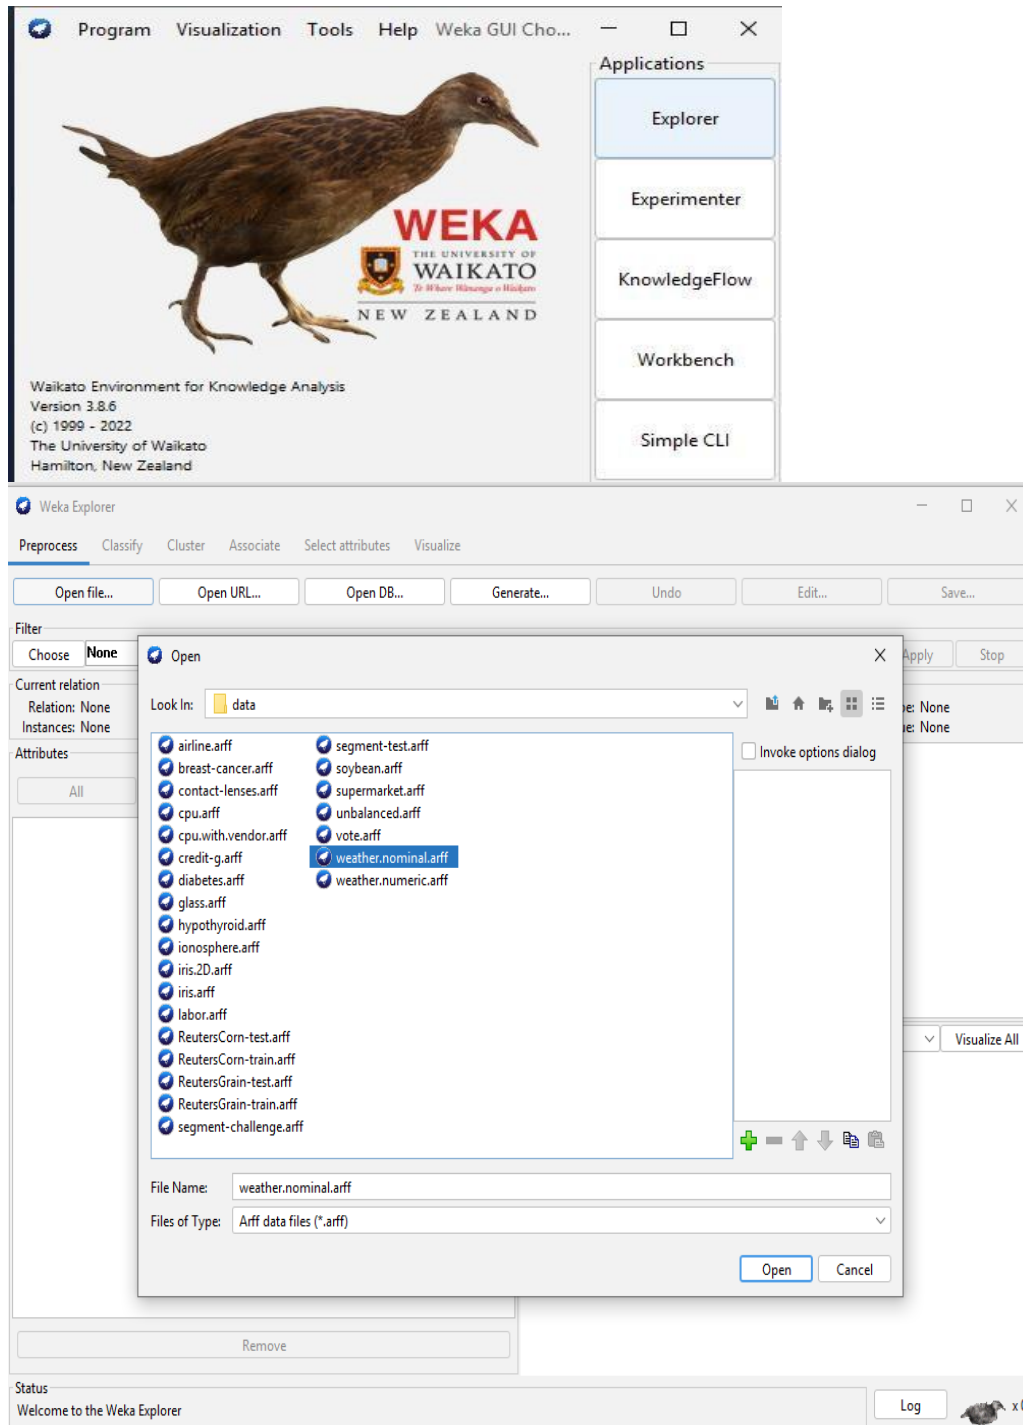 Program Visualization Tools Help Weka GUI Cho...
Applications
Explorer
Experimenter
KnowledgeFlow
Workbench
Simple CLI
WEKA
THE UNIVERSITY OF
WAIKATO
Te Whare Wānanga o Waikato
NEW ZEALAND
Waikato Environment for Knowledge Analysis
Version 3.8.6
(c) 1999 - 2022
The University of Waikato
Hamilton, New Zealand
Weka Explorer
Preprocess Classify Cluster Associate Select attributes Visualize
Open file... Open URL... Open DB... Generate... Undo Edit... Save...
Filter
Choose None Apply Stop
Current relation
Relation: None
Instances: None
pe: None
pe: None
Attributes
All
Open
Look In: data
Invoke options dialog
airline.arff
breast-cancer.arff
contact-lenses.arff
cpu.arff
cpu.with.vendor.arff
credit-g.arff
diabetes.arff
glass.arff
hypothyroid.arff
ionosphere.arff
iris.2D.arff
iris.arff
labor.arff
ReutersCorn-test.arff
ReutersCorn-train.arff
ReutersGrain-test.arff
ReutersGrain-train.arff
segment-challenge.arff
segment-test.arff
soybean.arff
supermarket.arff
unbalanced.arff
vote.arff
weather.nominal.arff
weather.numeric.arff
Visualize All
File Name: weather.nominal.arff
Files of Type: Arff data files (*.arff)
Open Cancel
Remove
Status
Welcome to the Weka Explorer
Log